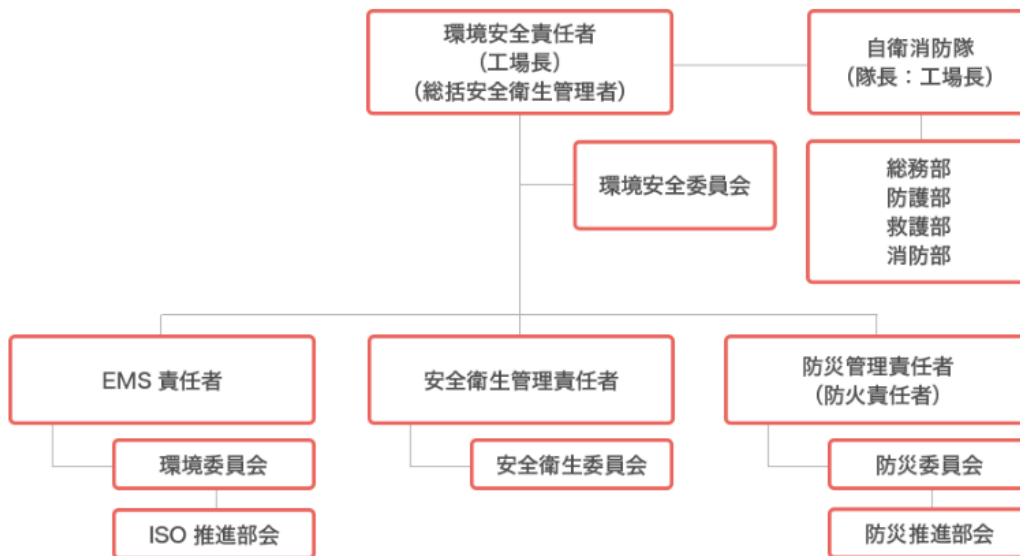 環境安全責任者
(工場長)
(総括安全衛生管理者)
自衛消防隊
(隊長：工場長)
環境安全委員会
総務部
防護部
救護部
消防部
EMS 責任者
安全衛生管理責任者
防災管理責任者
(防火責任者)
環境委員会
安全衛生委員会
防災委員会
ISO 推進部会
防災推進部会